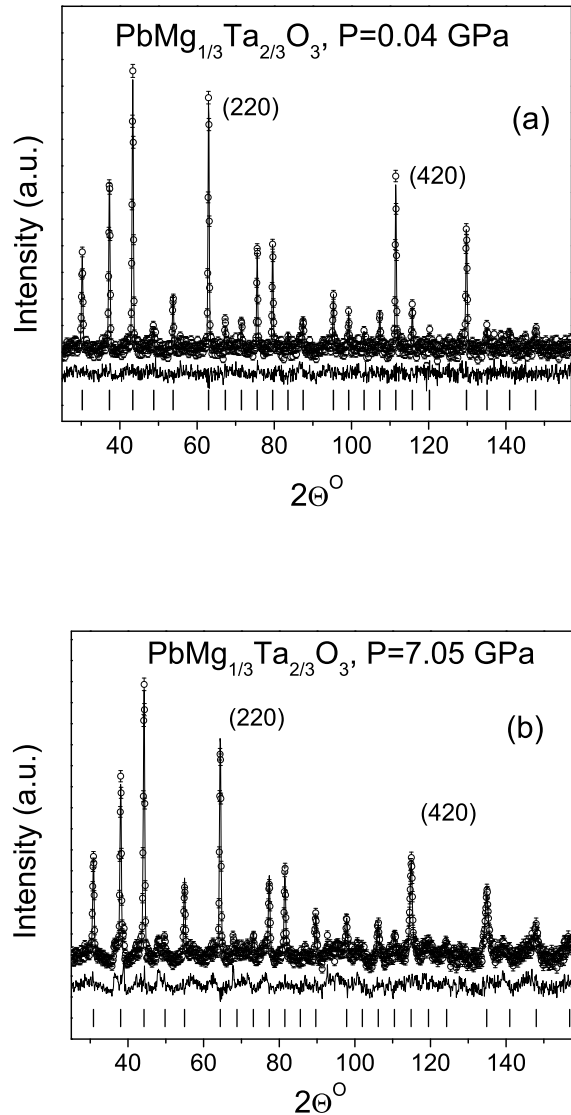 PbMg1/3Ta2/3O3, P=0.04 GPa
(220)
(a)
(420)
Intensity (a.u.)
40 60 80 100 120 140
2ΘO
PbMg1/3Ta2/3O3, P=7.05 GPa
(220)
(b)
(420)
Intensity (a.u.)
40 60 80 100 120 140
2ΘO